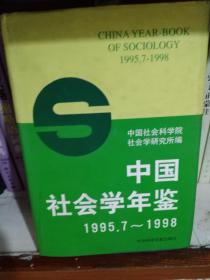 CHINA YEAR-BOOK
OF SOCIOLOGY
1995.7-1998
中国社会科学院
社会学研究所编
中国
社会学年鉴
1995.7～1998